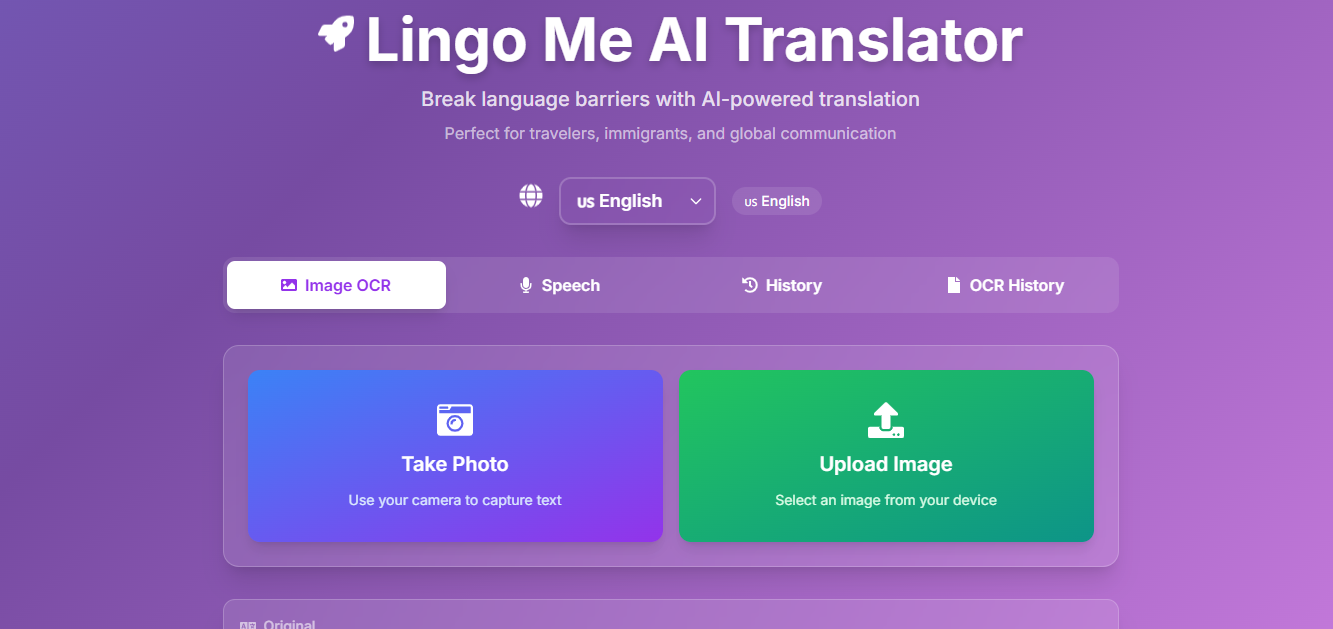 Lingo Me AI Translator
Break language barriers with AI-powered translation
Perfect for travelers, immigrants, and global communication
us English
us English
Image OCR
Speech
History
OCR History
Take Photo
Use your camera to capture text
Upload Image
Select an image from your device
Original